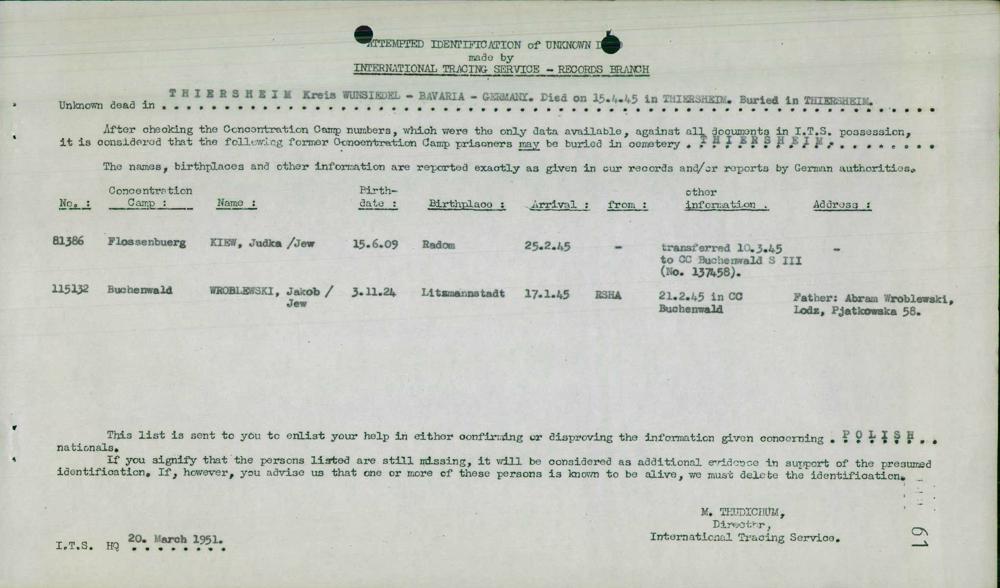 ATTEMPTED IDENTIFICATION of UNKNOWN
made by
INTERNATIONAL TRACING SERVICE - RECORDS BRANCH
Unknown dead in THIERSHEIM Kreis WUNSIEDEL - BAVARIA - GERMANY. Died on 15.4.45 in THIERSHEIM. Buried in THIERSHEIM.
After checking the Concentration Camp numbers, which were the only data available, against all documents in I.T.S. possession,
it is considered that the following former Concentration Camp prisoners may be buried in cemetery . THIERSHEIM.
The names, birthplaces and other information are reported exactly as given in our records and/or reports by German authorities.
Concentration Birth- other
No. : Camp : Name : date : Birthplace : Arrival : from : information . Address :
81386 Flossenbuerg KIEW, Judka /Jew 15.6.09 Radom 25.2.45 - transferred 10.3.45 -
to CC Buchenwald S III
(No. 137458).
115132 Buchenwald WROBLEWSKI, Jakob / 3.11.24 Litzmannstadt 17.1.45 RSHA 21.2.45 in CC Father: Abram Wroblewski,
Jew Buchenwald Lodz, Pjatkowska 58.
This list is sent to you to enlist your help in either confirming or disproving the information given concerning . POLISH . .
nationals.
If you signify that the persons listed are still missing, it will be considered as additional evidence in support of the presumed
identification. If, however, you advise us that one or more of these persons is known to be alive, we must delete the identification.
M. THUDICHUM,
Director,
International Tracing Service.
I.T.S. HQ 20. March 1951.
61